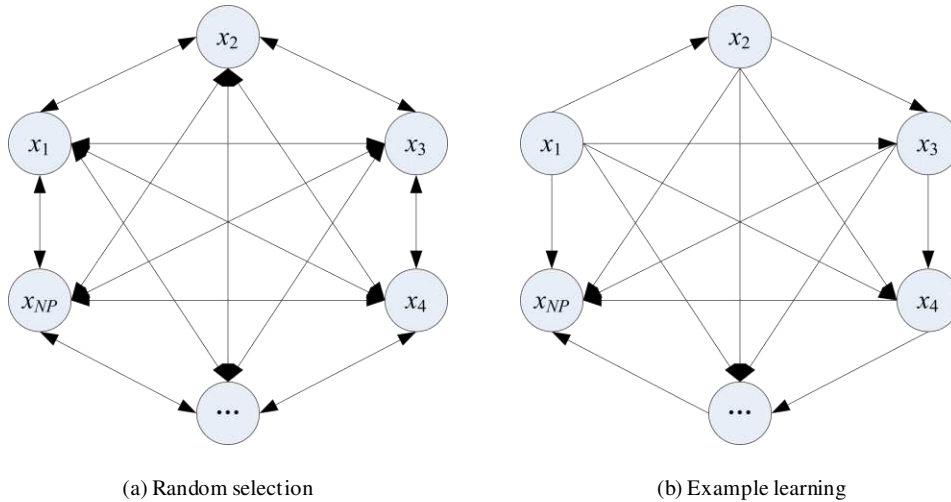 x2
x2
x1
x3
x1
x3
xNP
x4
xNP
x4
...
...
(a) Random selection
(b) Example learning